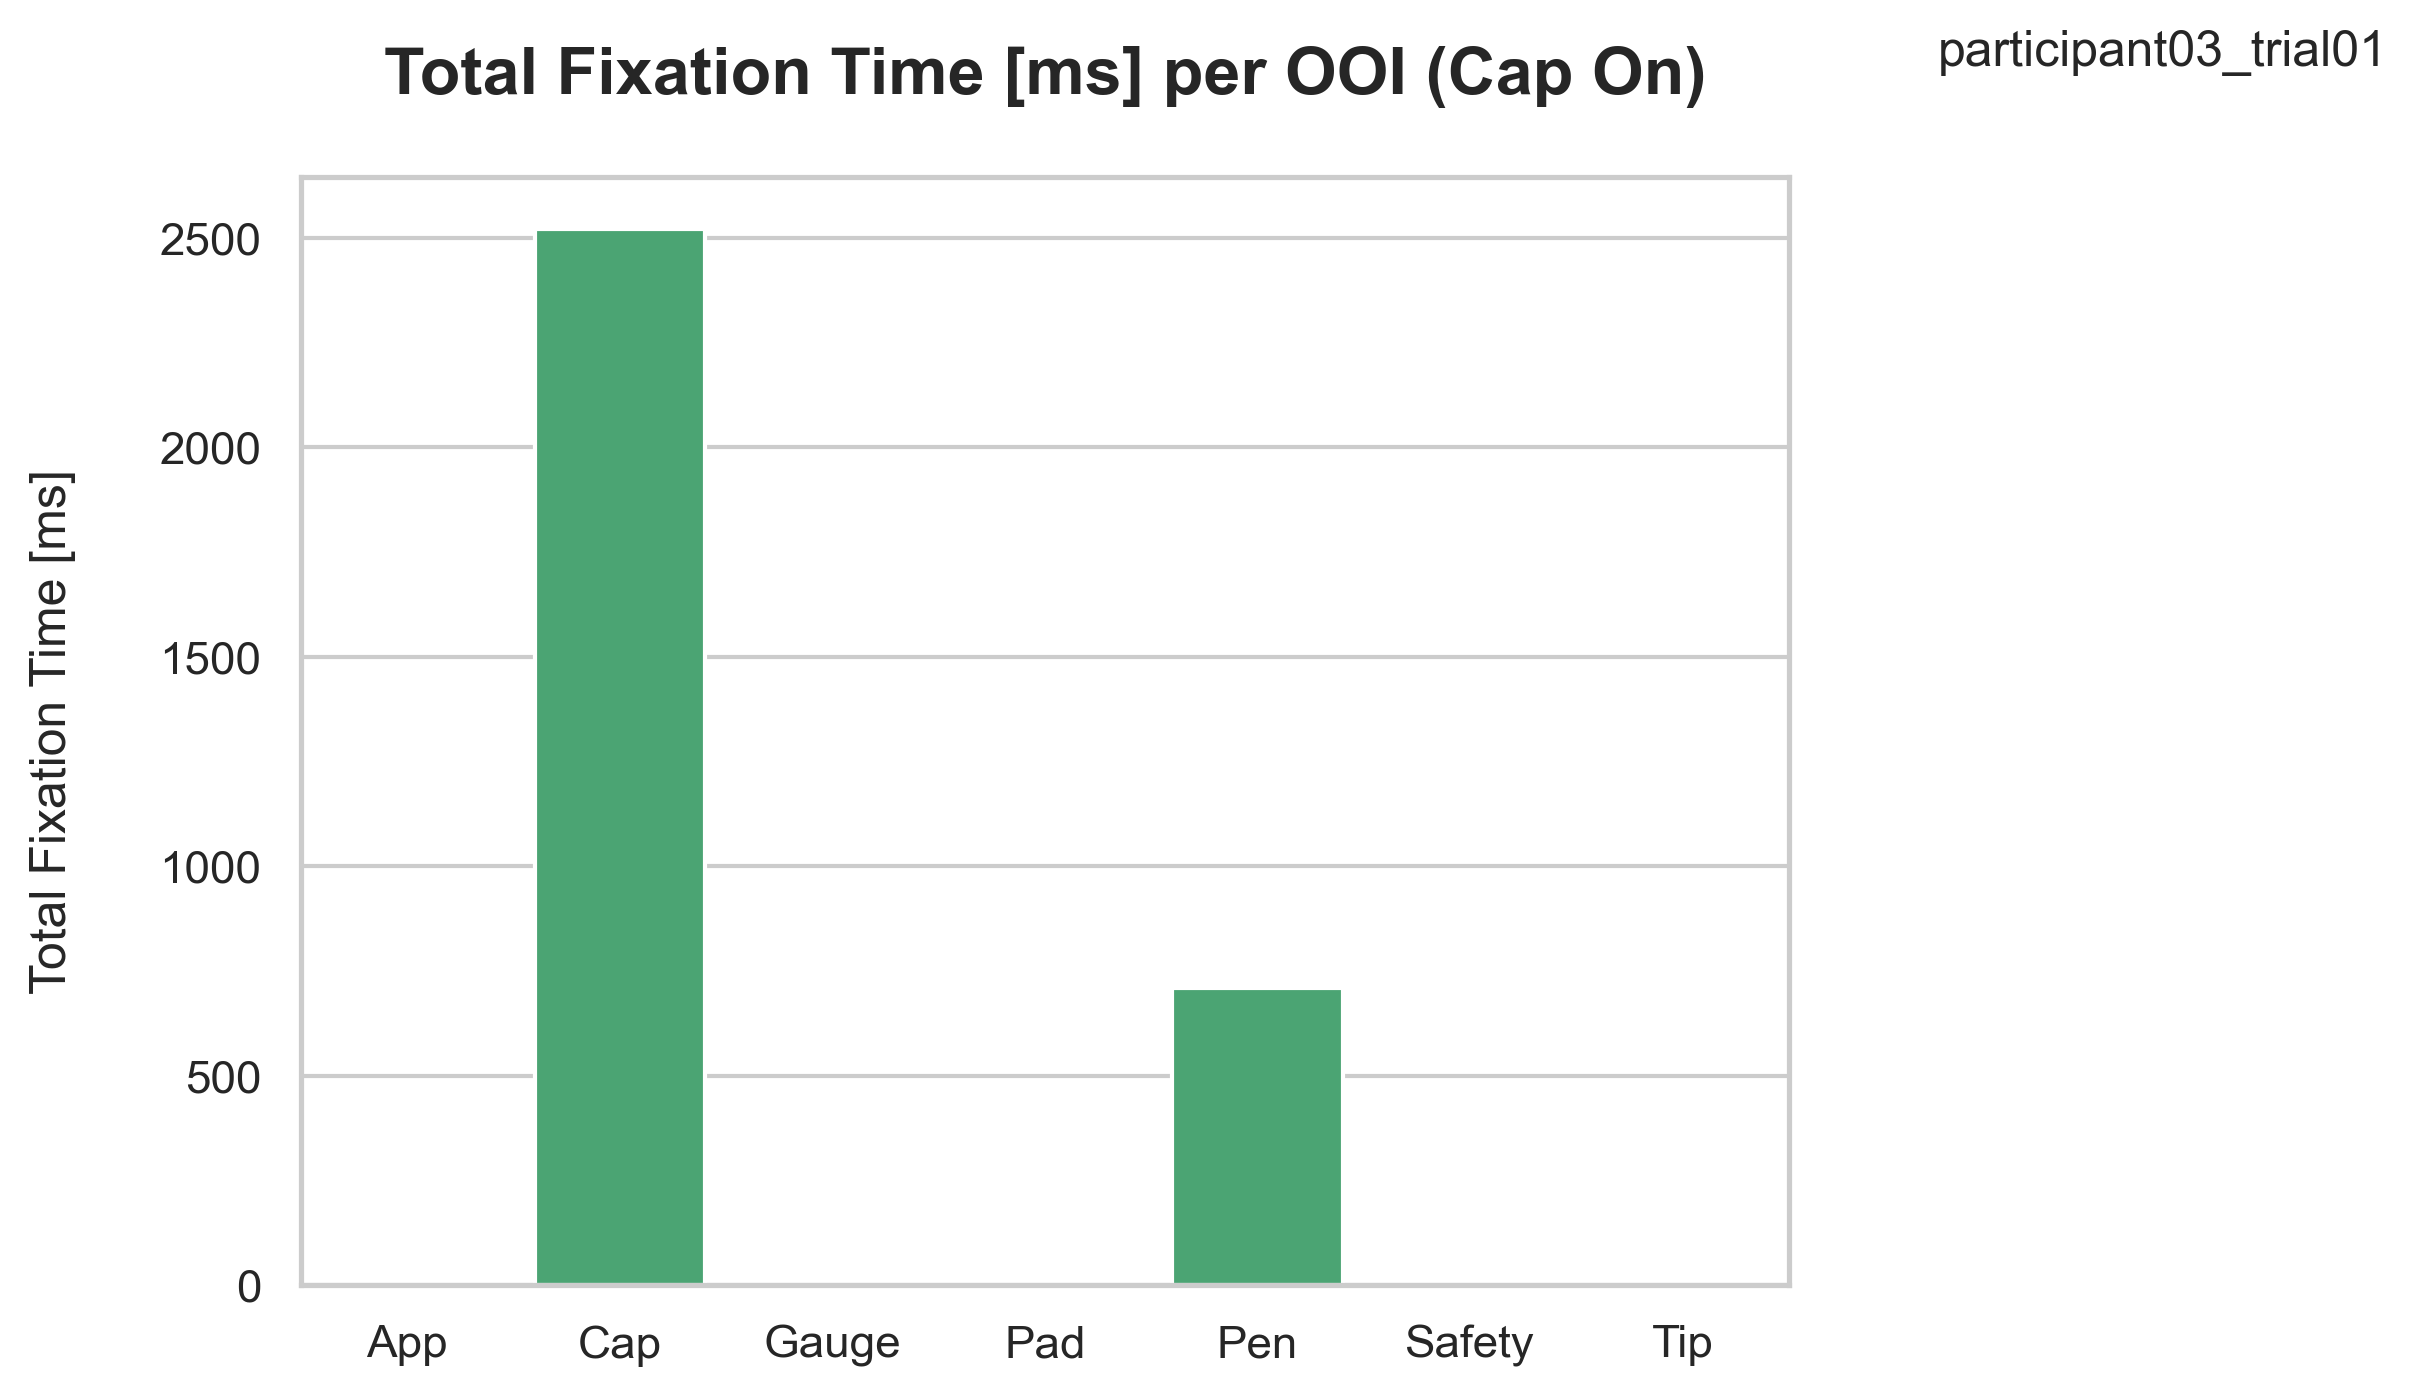 participant03_trial01
Total Fixation Time [ms] per OOI (Cap On)
Total Fixation Time [ms]
2500
2000
1500
1000
500
0
App Cap Gauge Pad Pen Safety Tip